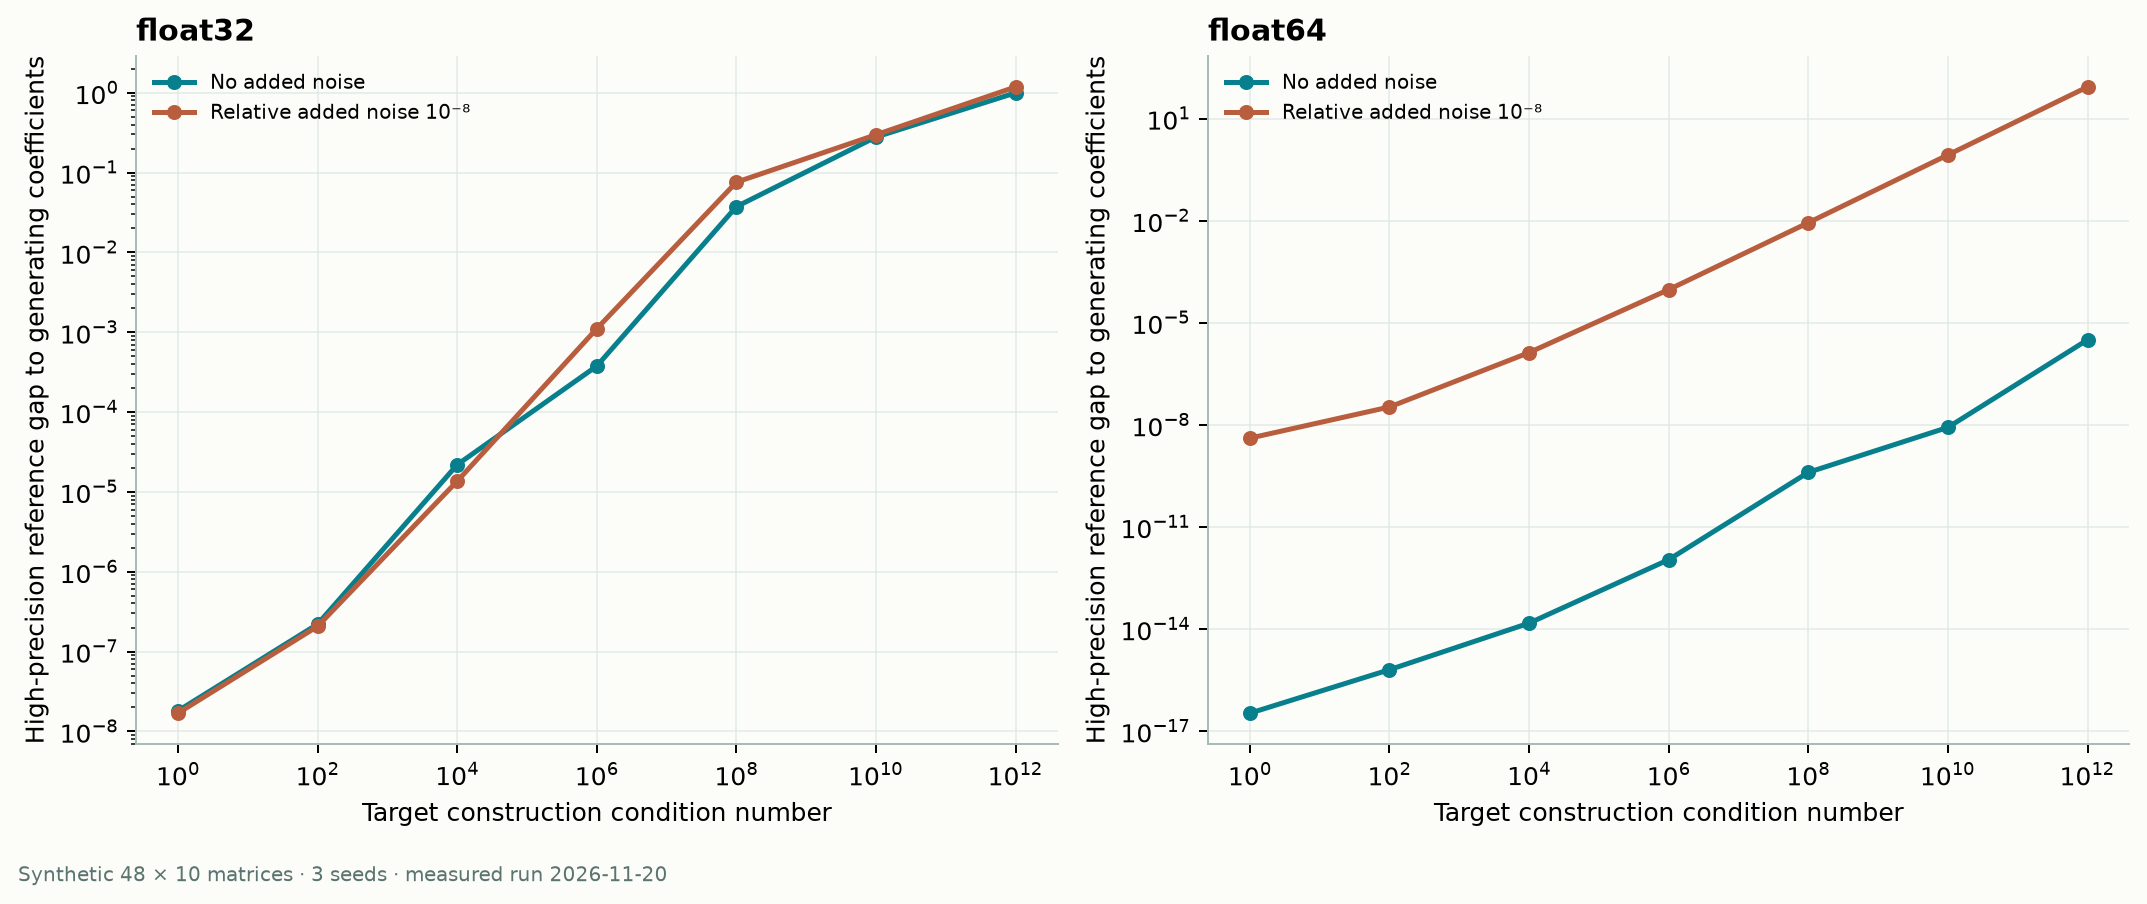 float32
No added noise
Relative added noise 10⁻⁸
High-precision reference gap to generating coefficients
10⁰
10⁻¹
10⁻²
10⁻³
10⁻⁴
10⁻⁵
10⁻⁶
10⁻⁷
10⁻⁸
10⁰ 10² 10⁴ 10⁶ 10⁸ 10¹⁰ 10¹²
Target construction condition number
float64
No added noise
Relative added noise 10⁻⁸
High-precision reference gap to generating coefficients
10¹
10⁻²
10⁻⁵
10⁻⁸
10⁻¹¹
10⁻¹⁴
10⁻¹⁷
10⁰ 10² 10⁴ 10⁶ 10⁸ 10¹⁰ 10¹²
Target construction condition number
Synthetic 48 × 10 matrices · 3 seeds · measured run 2026-11-20